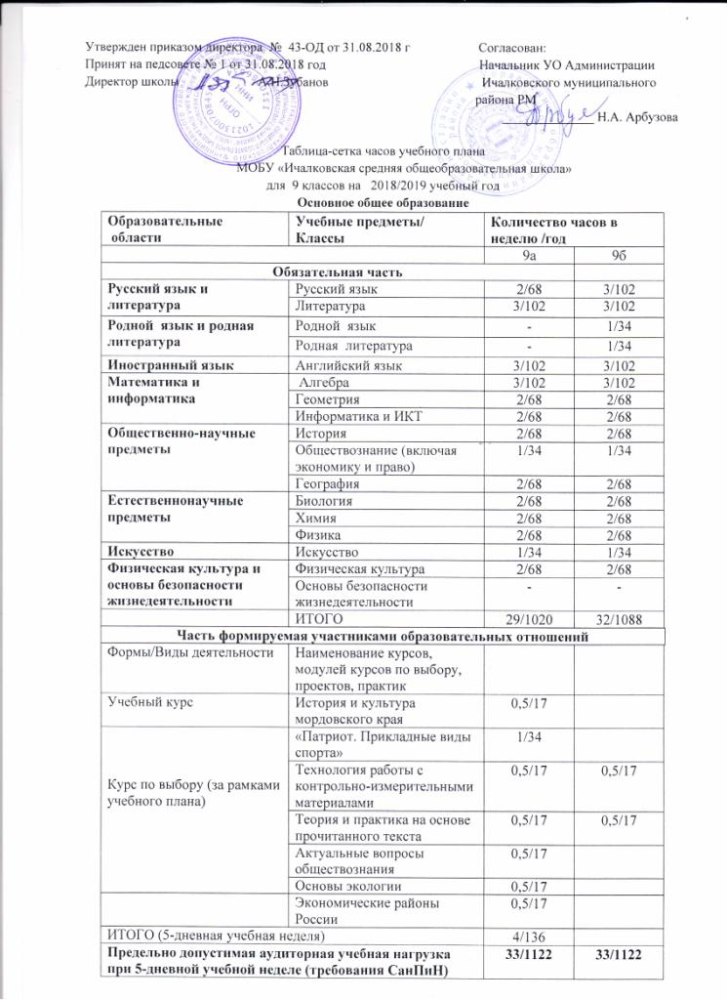 Утвержден приказом директора № 43-ОД от 31.08.2018 г Согласован:
Принят на педсовете № 1 от 31.08.2018 год Начальник УО Администрации
Директор школы А.Н.Зубанов Ичалковского муниципального
района РМ
Н.А. Арбузова
Таблица-сетка часов учебного плана
МОБУ «Ичалковская средняя общеобразовательная школа»
для 9 классов на 2018/2019 учебный год
Основное общее образование
Образовательные Учебные предметы/ Количество часов в
области Классы неделю /год
9а 9б
Обязательная часть
Русский язык и Русский язык 2/68 3/102
литература Литература 3/102 3/102
Родной язык и родная Родной язык - 1/34
литература Родная литература - 1/34
Иностранный язык Английский язык 3/102 3/102
Математика и Алгебра 3/102 3/102
информатика Геометрия 2/68 2/68
Информатика и ИКТ 2/68 2/68
Общественно-научные История 2/68 2/68
предметы Обществознание (включая 1/34 1/34
экономику и право)
География 2/68 2/68
Естественнонаучные Биология 2/68 2/68
предметы Химия 2/68 2/68
Физика 2/68 2/68
Искусство Искусство 1/34 1/34
Физическая культура и Физическая культура 2/68 2/68
основы безопасности Основы безопасности - -
жизнедеятельности жизнедеятельности
ИТОГО 29/1020 32/1088
Часть формируемая участниками образовательных отношений
Формы/Виды деятельности Наименование курсов,
модулей курсов по выбору,
проектов, практик
Учебный курс История и культура 0,5/17
мордовского края
«Патриот. Прикладные виды 1/34
спорта»
Технология работы с 0,5/17 0,5/17
Курс по выбору (за рамками контрольно-измерительными
учебного плана) материалами
Теория и практика на основе 0,5/17 0,5/17
прочитанного текста
Актуальные вопросы 0,5/17
обществознания
Основы экологии 0,5/17
Экономические районы 0,5/17
России
ИТОГО (5-дневная учебная неделя) 4/136
Предельно допустимая аудиторная учебная нагрузка 33/1122 33/1122
при 5-дневной учебной неделе (требования СанПиН)